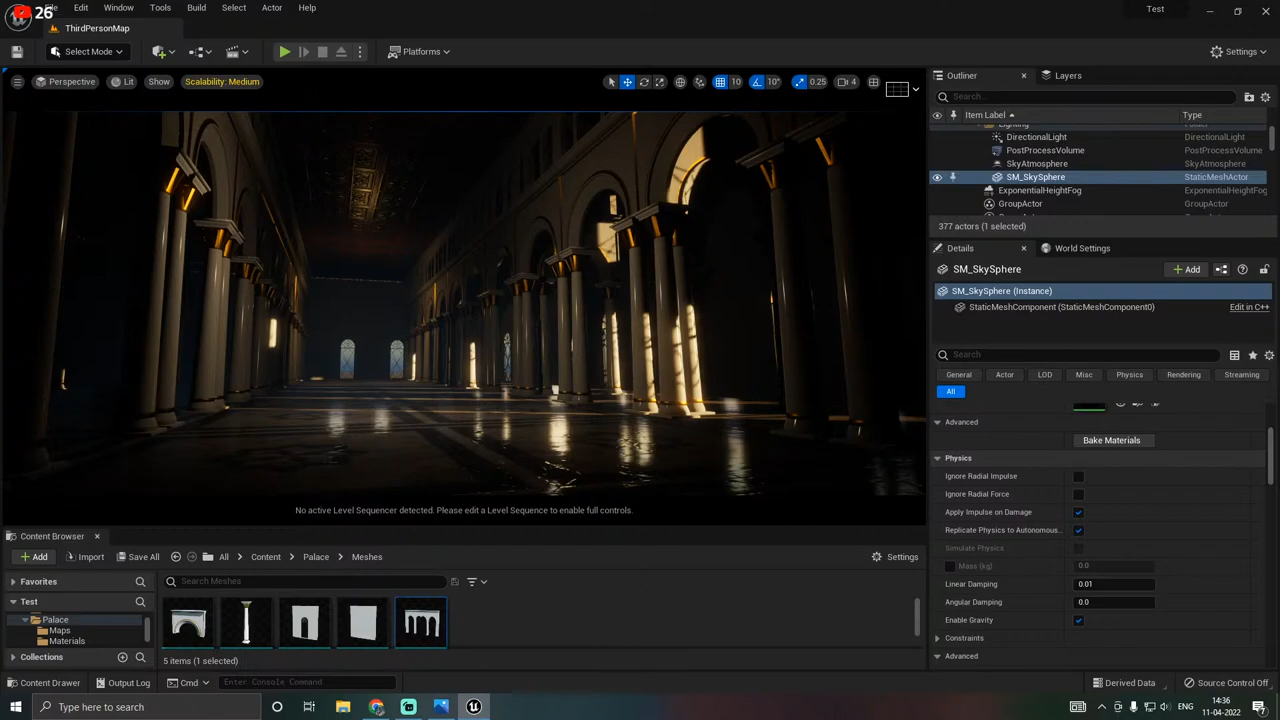 26
Edit Window Tools Build Select Actor Help
Test
ThirdPersonMap
Select Mode
Platforms
Settings
Perspective Lit Show Scalability: Medium
10 10° 0.25 4
Outliner Layers
Search...
Item Label Type
Lighting Folder
DirectionalLight DirectionalLight
PostProcessVolume PostProcessVolume
SkyAtmosphere SkyAtmosphere
SM_SkySphere StaticMeshActor
ExponentialHeightFog ExponentialHei
GroupActor GroupActor
377 actors (1 selected)
Details World Settings
SM_SkySphere
Add
SM_SkySphere (Instance)
StaticMeshComponent (StaticMeshComponent0) Edit in C++
Search
General Actor LOD Misc Physics Rendering Streaming
All
Advanced
Bake Materials
Physics
Ignore Radial Impulse
Ignore Radial Force
Apply Impulse on Damage
Replicate Physics to Autonomous...
Simulate Physics
Mass (kg) 0.0
Linear Damping 0.01
Angular Damping 0.0
Enable Gravity
Constraints
Advanced
No active Level Sequencer detected. Please edit a Level Sequence to enable full controls.
Content Browser
Add Import Save All All Content Palace Meshes Settings
Favorites
Search Meshes
Test
Palace
Maps
Materials
Collections
5 items (1 selected)
Content Drawer Output Log Cmd Enter Console Command Derived Data Source Control Off
Type here to search
ENG
14:36
11-04-2022